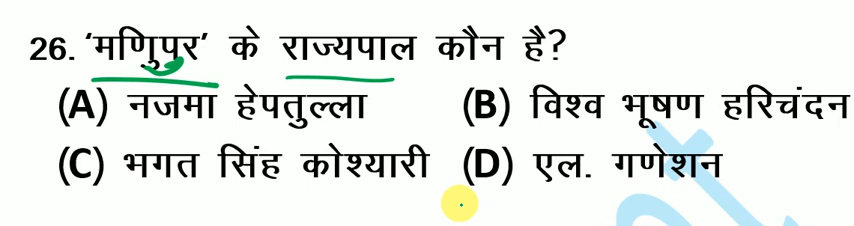 26. ‘मणिुपुर’ के राज्यपाल कौन है?
(A) नजमा हेपतुल्ला (B) विश्व भूषण हरिचंदन
(C) भगत सिंह कोश्यारी (D) एल. गणेशन